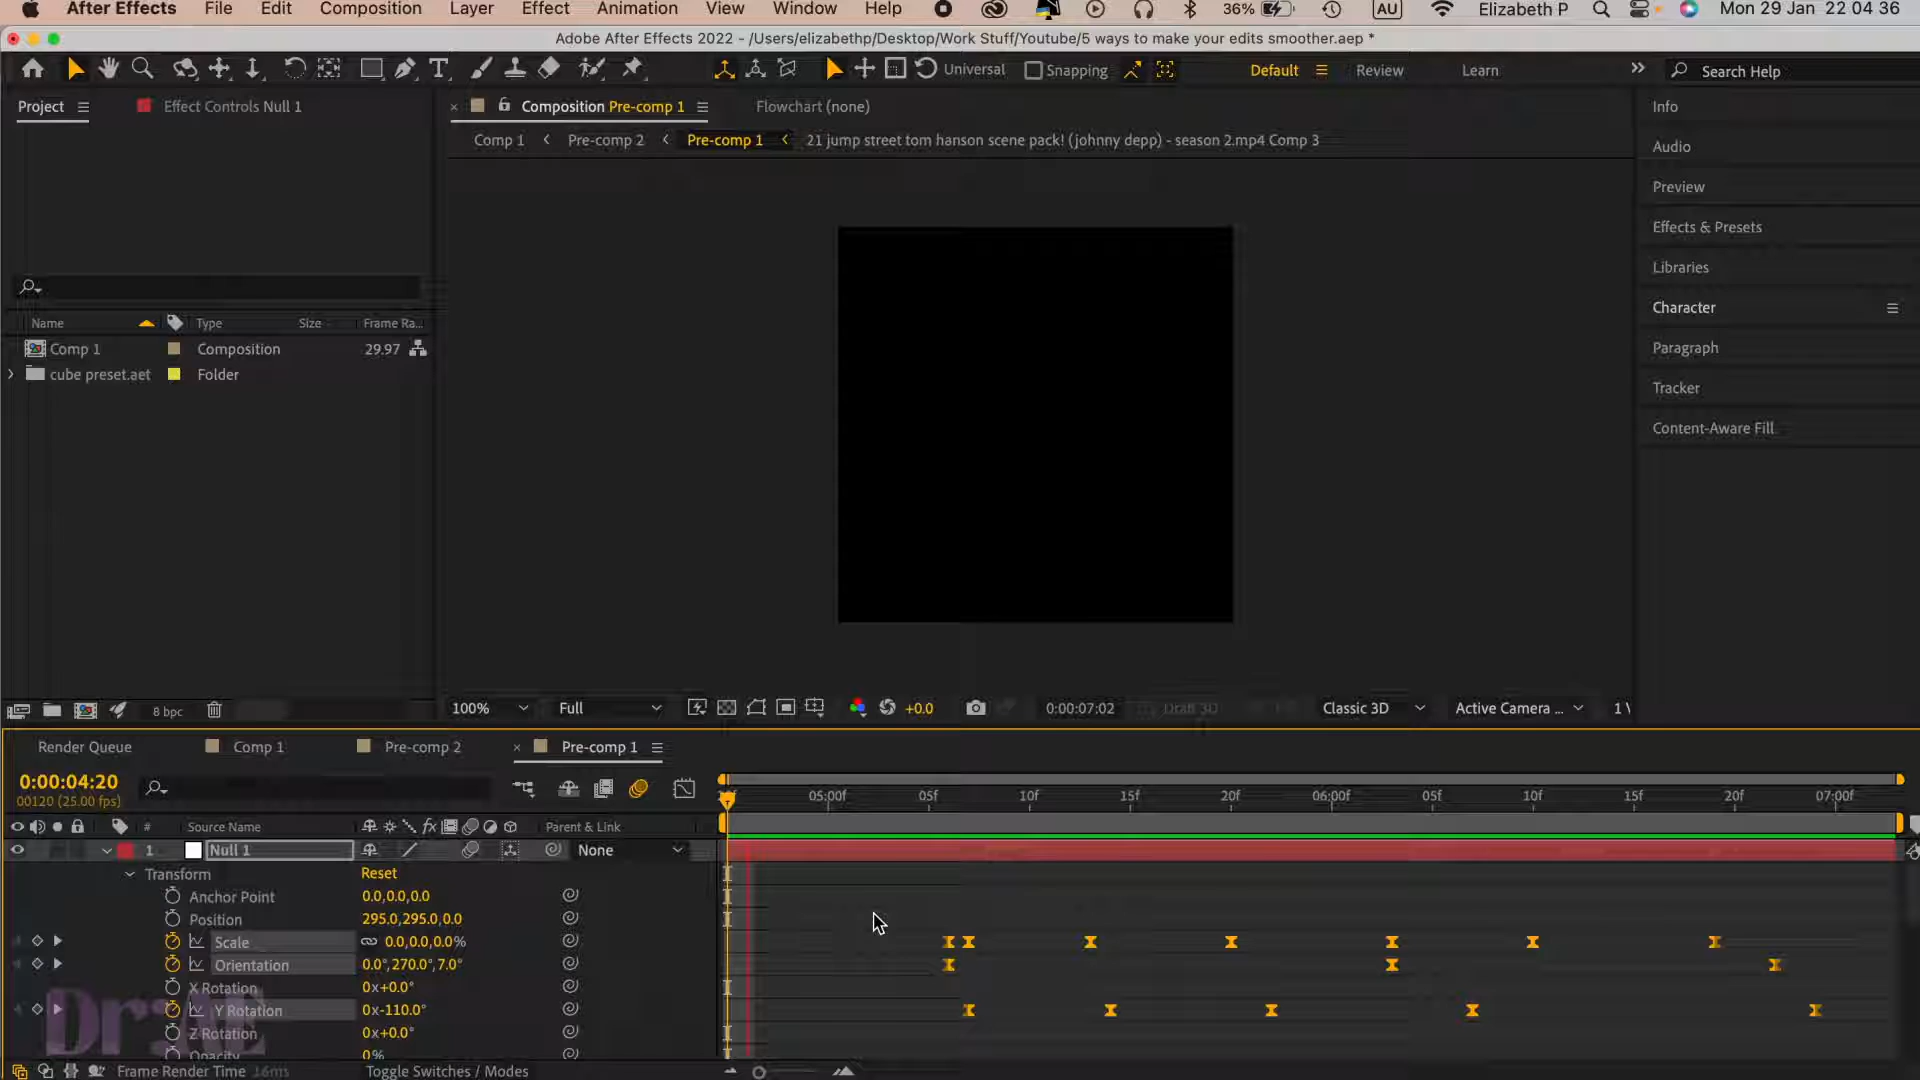 After Effects File Edit Composition Layer Effect Animation View Window Help 36% AU Elizabeth P Mon 29 Jan 22 04 36
Adobe After Effects 2022 - /Users/elizabethp/Desktop/Work Stuff/Youtube/5 ways to make your edits smoother.aep *
Universal Snapping Default Review Learn Search Help
Project Effect Controls Null 1 Composition Pre-comp 1 Flowchart (none) Info
Comp 1 Pre-comp 2 Pre-comp 1 21 jump street tom hanson scene pack! (johnny depp) - season 2.mp4 Comp 3
Audio
Preview
Effects & Presets
Libraries
Character
Paragraph
Tracker
Content-Aware Fill
Name Type Size Frame Ra...
Comp 1 Composition 29.97
cube preset.aet Folder
8 bpc 100% Full +0.0 0:00:07:02 Draft 3D Classic 3D Active Camera ... 1 V
Render Queue Comp 1 Pre-comp 2 Pre-comp 1
0:00:04:20
00120 (25.00 fps)
05:00f 05f 10f 15f 20f 06:00f 05f 10f 15f 20f 07:00f
# Source Name fx Parent & Link
1 Null 1 None
Transform Reset
Anchor Point 0.0,0.0,0.0
Position 295.0,295.0,0.0
Scale 0.0,0.0,0.0%
Orientation 0.0°,270.0°,7.0°
X Rotation 0x+0.0°
Y Rotation 0x-110.0°
Z Rotation 0x+0.0°
Opacity 0%
Dr.AE
Frame Render Time 16ms Toggle Switches / Modes